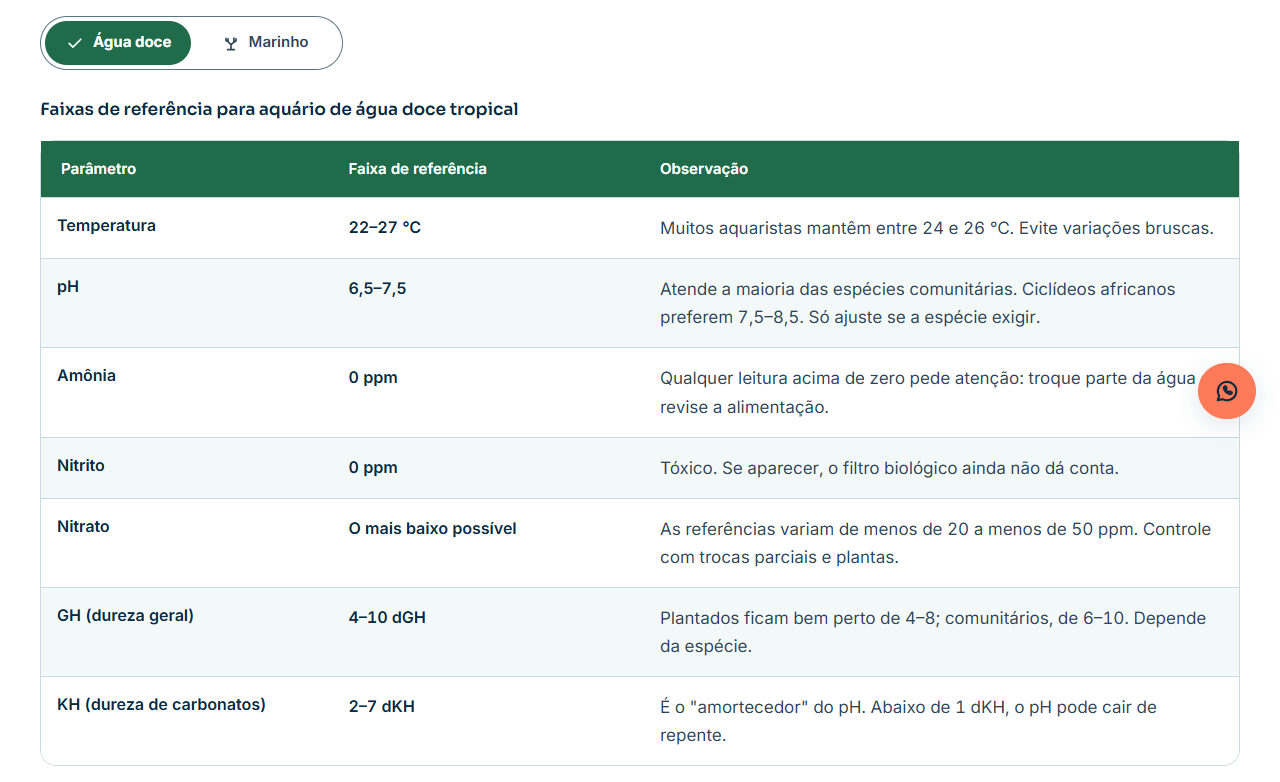 Água doce
Marinho
Faixas de referência para aquário de água doce tropical
Parâmetro
Faixa de referência
Observação
Temperatura
22–27 °C
Muitos aquaristas mantêm entre 24 e 26 °C. Evite variações bruscas.
pH
6,5–7,5
Atende a maioria das espécies comunitárias. Ciclídeos africanos
preferem 7,5–8,5. Só ajuste se a espécie exigir.
Amônia
0 ppm
Qualquer leitura acima de zero pede atenção: troque parte da água
revise a alimentação.
Nitrito
0 ppm
Tóxico. Se aparecer, o filtro biológico ainda não dá conta.
Nitrato
O mais baixo possível
As referências variam de menos de 20 a menos de 50 ppm. Controle
com trocas parciais e plantas.
GH (dureza geral)
4–10 dGH
Plantados ficam bem perto de 4–8; comunitários, de 6–10. Depende
da espécie.
KH (dureza de carbonatos)
2–7 dKH
É o "amortecedor" do pH. Abaixo de 1 dKH, o pH pode cair de
repente.